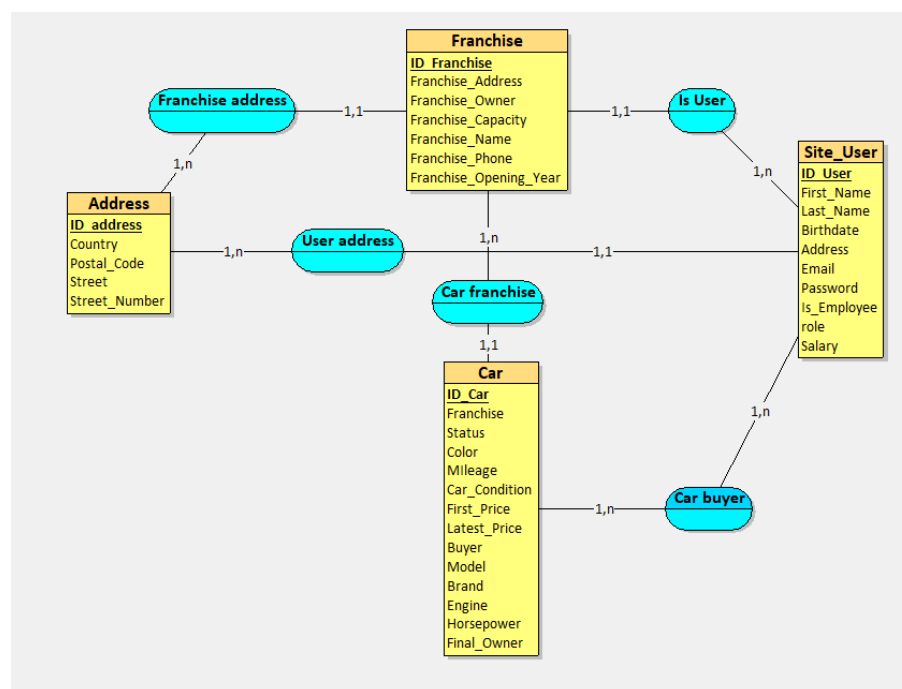 Franchise
ID_Franchise
Franchise_Address
Franchise_Owner
Franchise_Capacity
Franchise_Name
Franchise_Phone
Franchise_Opening_Year
Franchise address
1,1
1,1
Is User
1,n
1,n
Site_User
ID_User
First_Name
Last_Name
Birthdate
Address
Email
Password
Is_Employee
role
Salary
Address
ID_address
Country
Postal_Code
Street
Street_Number
1,n
User address
1,n
1,1
Car franchise
1,1
Car
ID_Car
Franchise
Status
Color
MIleage
Car_Condition
First_Price
Latest_Price
Buyer
Model
Brand
Engine
Horsepower
Final_Owner
1,n
Car buyer
1,n